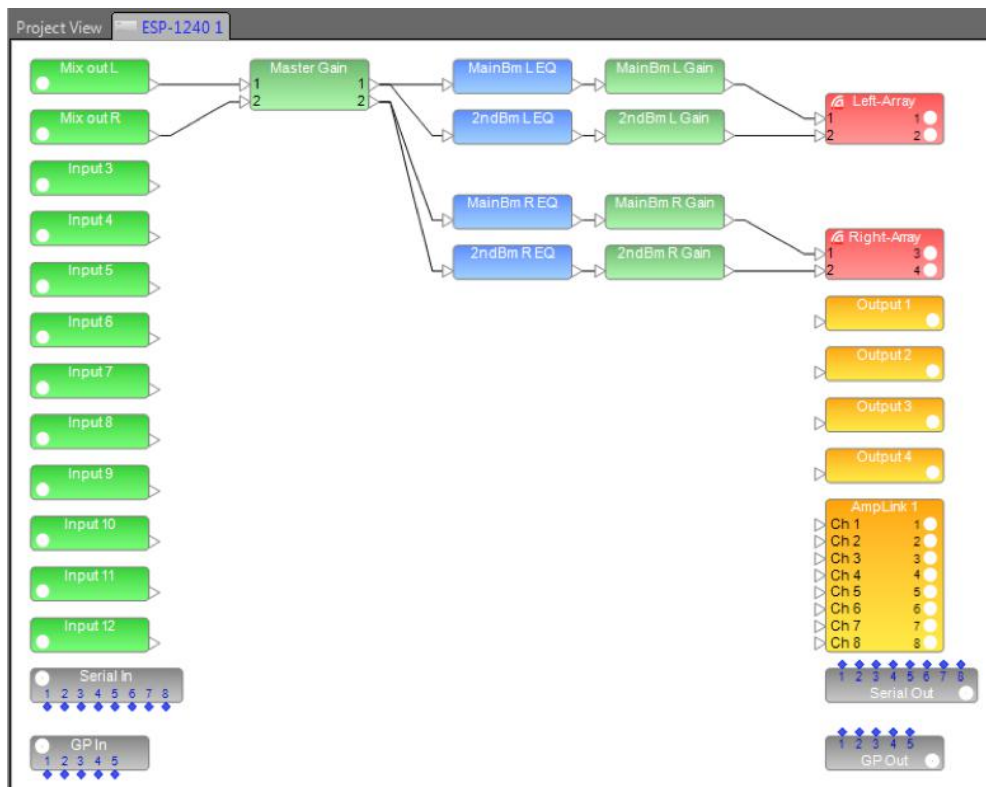 Project View ESP-1240 1
Mix out L
Mix out R
Input 3
Input 4
Input 5
Input 6
Input 7
Input 8
Input 9
Input 10
Input 11
Input 12
Serial In
1 2 3 4 5 6 7 8
GP In
1 2 3 4 5
Master Gain
1 1
2 2
MainBm L EQ
2ndBm L EQ
MainBm R EQ
2ndBm R EQ
MainBm L Gain
2ndBm L Gain
MainBm R Gain
2ndBm R Gain
Left-Array
1 1
2 2
Right-Array
1 3
2 4
Output 1
Output 2
Output 3
Output 4
AmpLink 1
Ch 1 1
Ch 2 2
Ch 3 3
Ch 4 4
Ch 5 5
Ch 6 6
Ch 7 7
Ch 8 8
1 2 3 4 5 6 7 8
Serial Out
1 2 3 4 5
GP Out